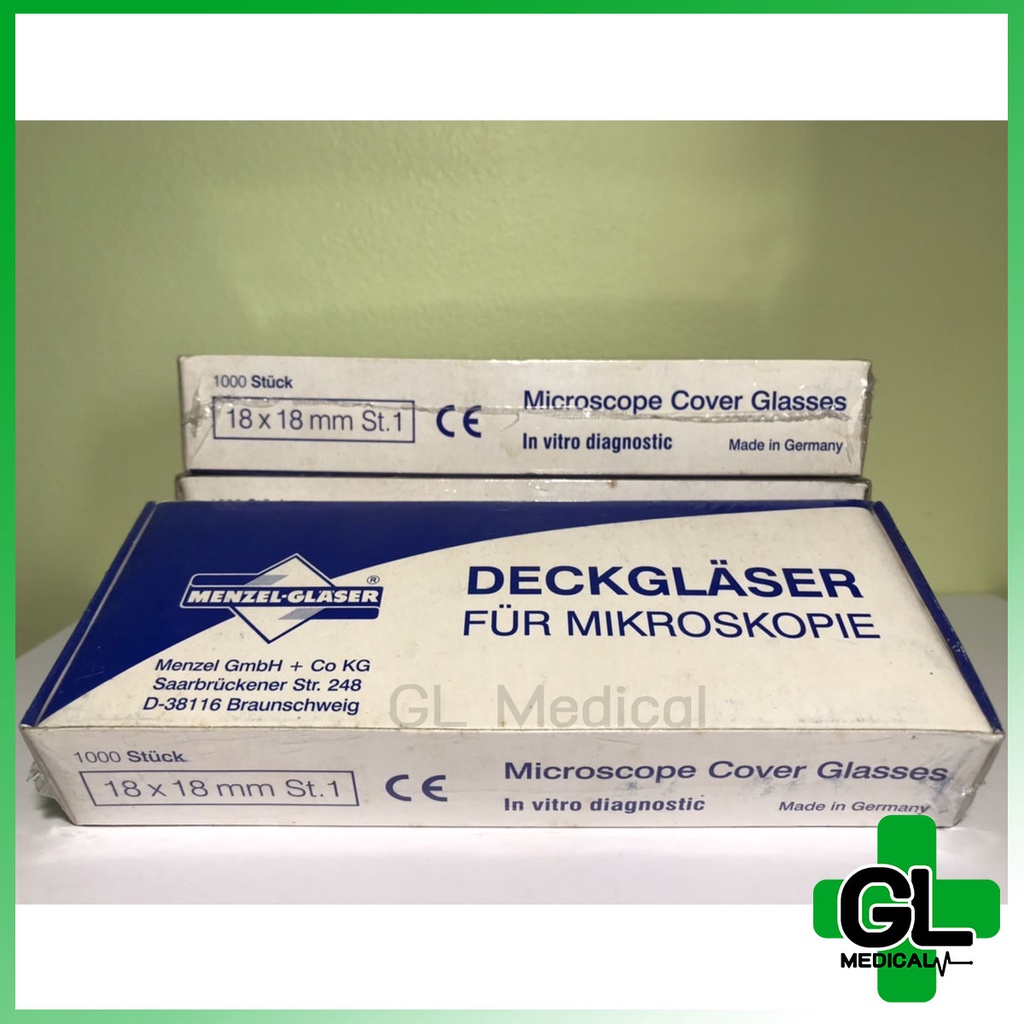 GL
MEDICAL
1000 Stück
18 x 18 mm St.1
CE
Microscope Cover Glasses
In vitro diagnostic
Made in Germany
MENZEL-GLÄSER®
Menzel GmbH + Co KG
Saarbrückener Str. 248
D-38116 Braunschweig
DECKGLÄSER
FÜR MIKROSKOPIE
GL Medical
1000 Stück
18 x 18 mm St.1
CE
Microscope Cover Glasses
In vitro diagnostic
Made in Germany
GL
MEDICAL